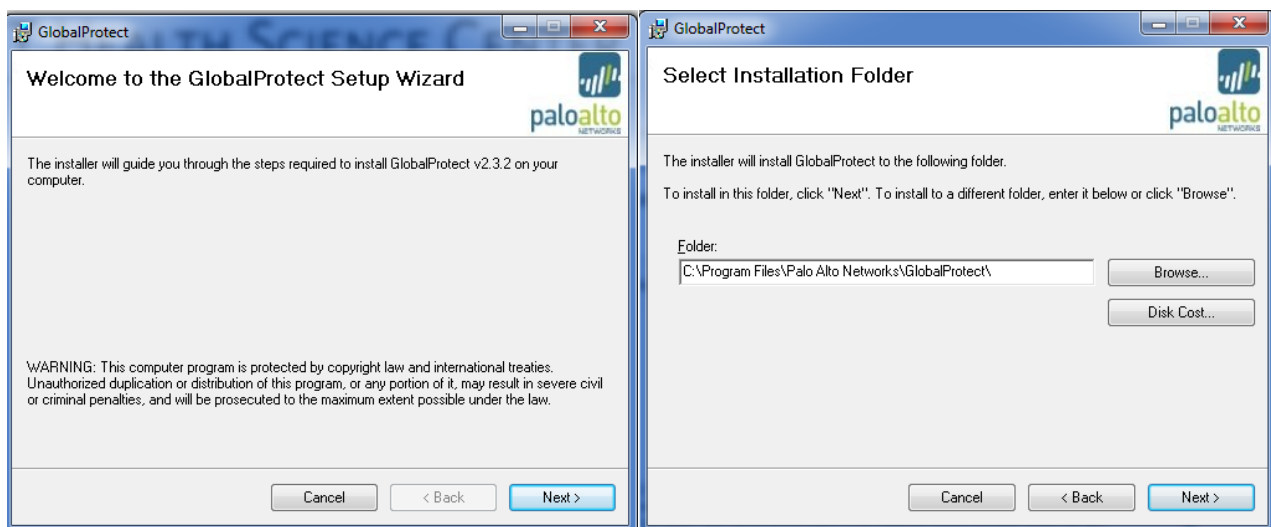 GlobalProtect
HEALTH SCIENCE CENTER
Welcome to the GlobalProtect Setup Wizard
paloalto
NETWORKS
The installer will guide you through the steps required to install GlobalProtect v2.3.2 on your
computer.
WARNING: This computer program is protected by copyright law and international treaties.
Unauthorized duplication or distribution of this program, or any portion of it, may result in severe civil
or criminal penalties, and will be prosecuted to the maximum extent possible under the law.
Cancel
< Back
Next >
GlobalProtect
Select Installation Folder
paloalto
NETWORKS
The installer will install GlobalProtect to the following folder.
To install in this folder, click "Next". To install to a different folder, enter it below or click "Browse".
Folder:
C:\Program Files\Palo Alto Networks\GlobalProtect\
Browse...
Disk Cost...
Cancel
< Back
Next >